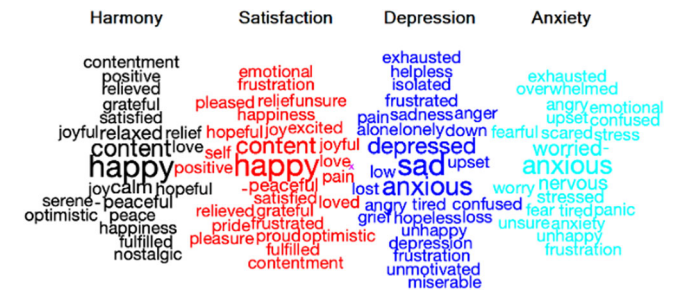 Harmony Satisfaction Depression Anxiety
contentment
positive
relieved
grateful
satisfied
joyful relaxed relief
content love
happy
joy calm hopeful
serene - peaceful
optimistic peace
happiness
fulfilled
nostalgic
emotional
frustration
pleased relief unsure
happiness
hopeful joy excited
self content joyful
positive happy love x
pain
- peaceful
satisfied loved
relieved grateful
pride frustrated
pleasure proud optimistic
fulfilled
contentment
exhausted
helpless
isolated
frustrated
pain sadness anger
alone lonely down
depressed
low sad upset
lost anxious
angry tired confused
grief hopeless loss
unhappy
depression
frustration
unmotivated
miserable
exhausted
overwhelmed
angry emotional
upset confused
fearful scared stress
worried -
anxious
worry nervous
stressed
fear tired panic
unsure anxiety
unhappy
frustration